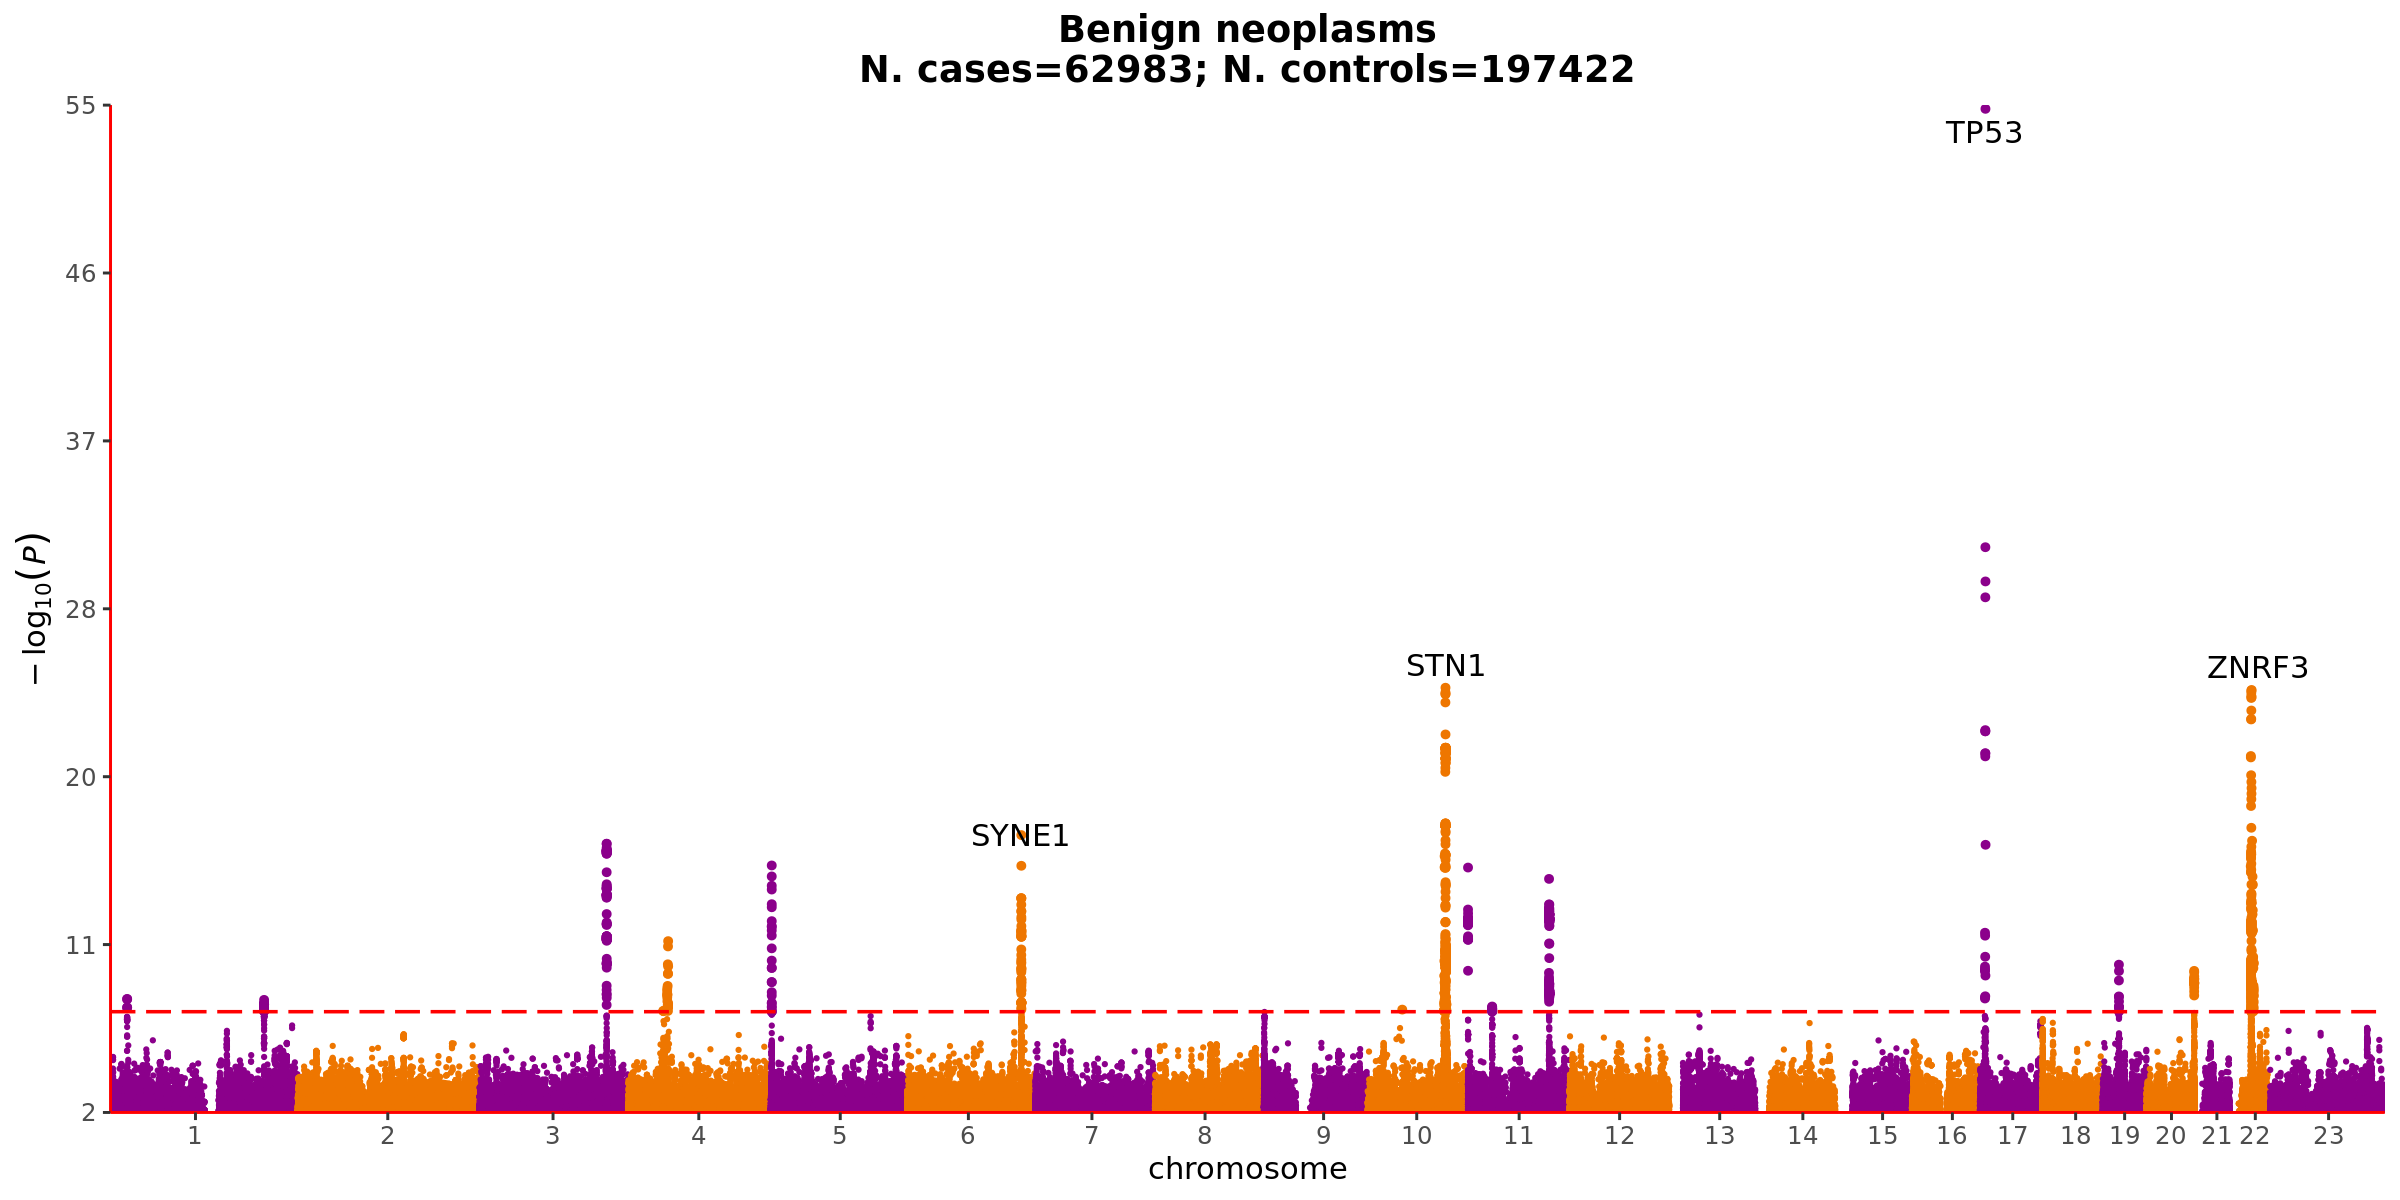 Benign neoplasms
N. cases=62983; N. controls=197422
55
46
37
28
20
11
2
−log10(P)
TP53
STN1
ZNRF3
SYNE1
1 2 3 4 5 6 7 8 9 10 11 12 13 14 15 16 17 18 19 20 21 22 23
chromosome